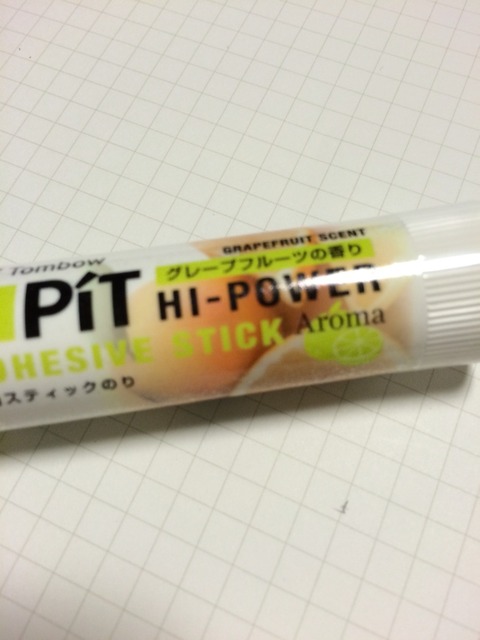 Tombow
GRAPEFRUIT SCENT
グレープフルーツの香り
PiT HI-POWER
Aroma
ADHESIVE STICK
スティックのり